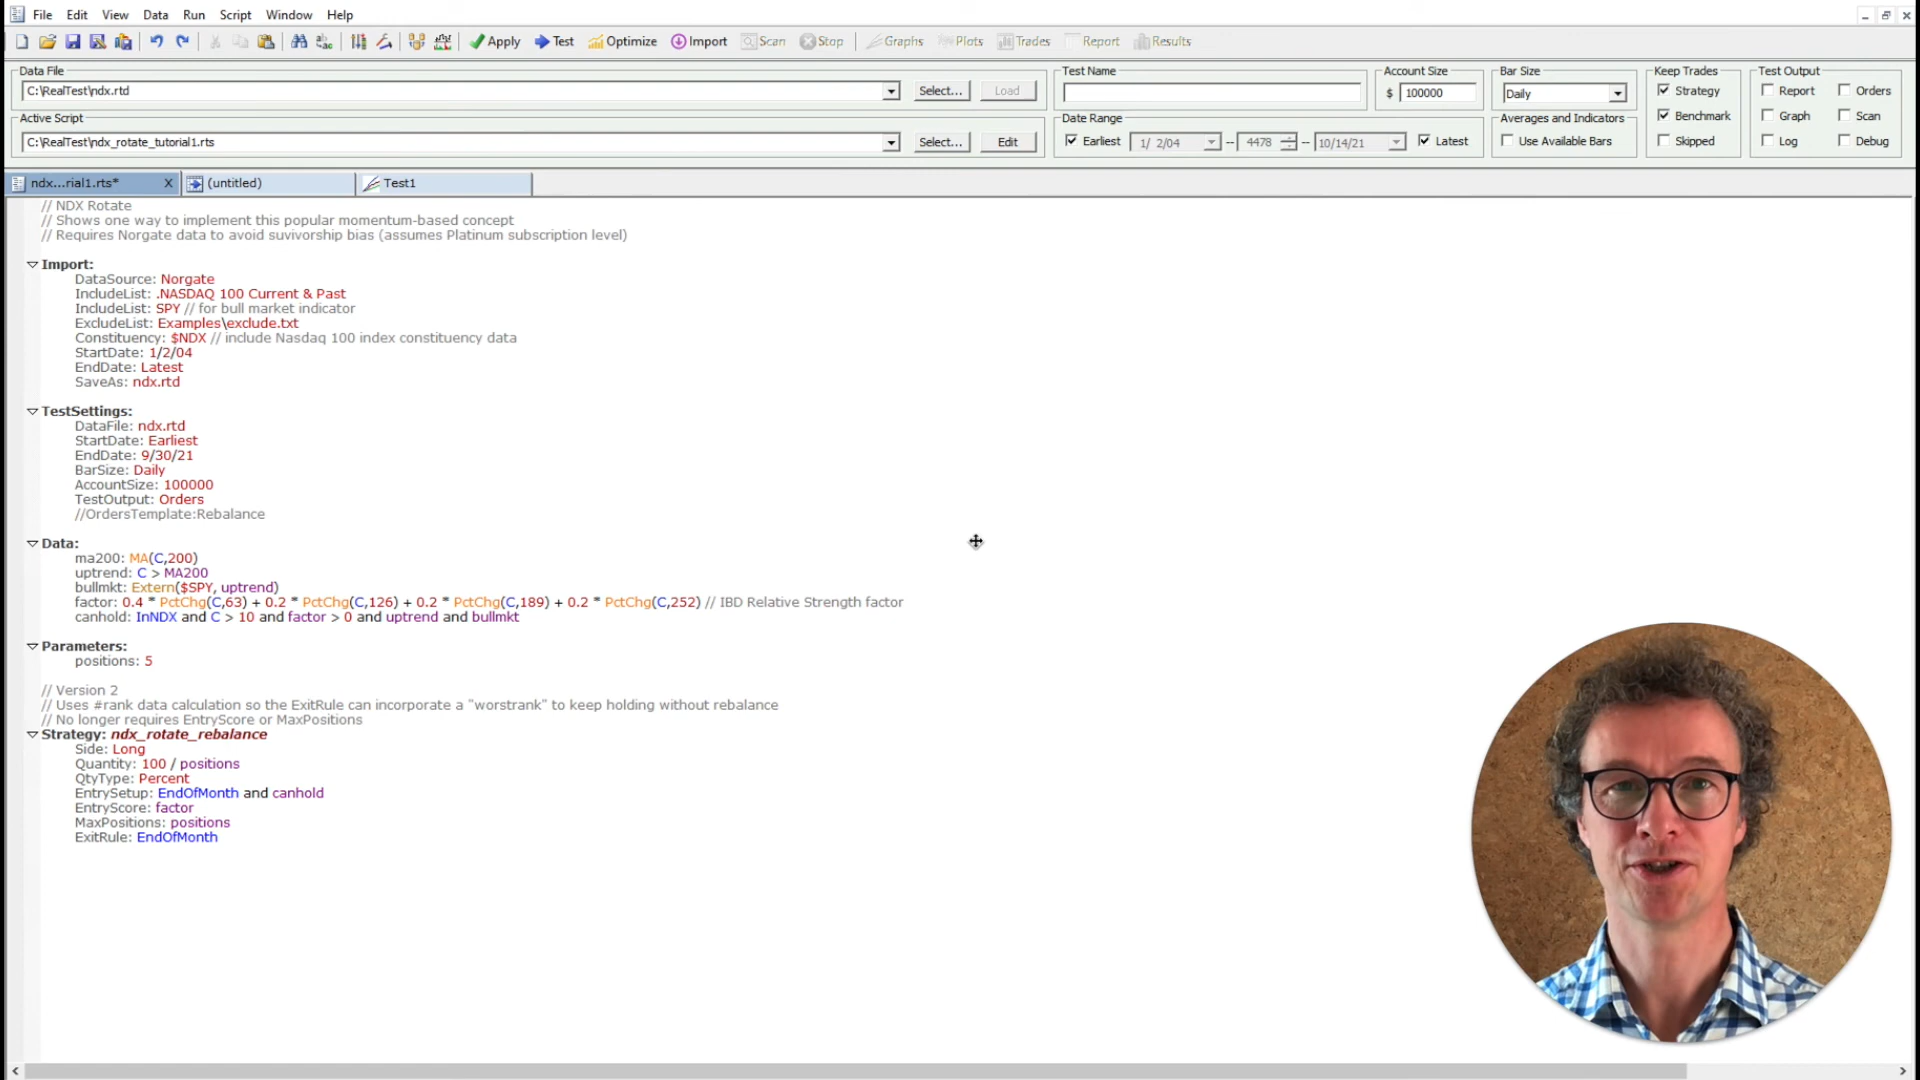 File Edit View Data Run Script Window Help
Apply Test Optimize Import Scan Stop Graphs Plots Trades Report Results
Data File
C:\RealTest\ndx.rtd
Select... Load
Active Script
C:\RealTest\ndx_rotate_tutorial1.rts
Select... Edit
Test Name
Account Size
$ 100000
Bar Size
Daily
Keep Trades
Strategy
Benchmark
Skipped
Test Output
Report Orders
Graph Scan
Log Debug
Date Range
Earliest 1/ 2/04 -- 4478 -- 10/14/21 Latest
Averages and Indicators
Use Available Bars
ndx...rial1.rts* X (untitled) Test1
// NDX Rotate
// Shows one way to implement this popular momentum-based concept
// Requires Norgate data to avoid suvivorship bias (assumes Platinum subscription level)
Import:
DataSource: Norgate
IncludeList: .NASDAQ 100 Current & Past
IncludeList: SPY // for bull market indicator
ExcludeList: Examples\exclude.txt
Constituency: $NDX // include Nasdaq 100 index constituency data
StartDate: 1/2/04
EndDate: Latest
SaveAs: ndx.rtd
TestSettings:
DataFile: ndx.rtd
StartDate: Earliest
EndDate: 9/30/21
BarSize: Daily
AccountSize: 100000
TestOutput: Orders
//OrdersTemplate:Rebalance
Data:
ma200: MA(C,200)
uptrend: C > MA200
bullmkt: Extern($SPY, uptrend)
factor: 0.4 * PctChg(C,63) + 0.2 * PctChg(C,126) + 0.2 * PctChg(C,189) + 0.2 * PctChg(C,252) // IBD Relative Strength factor
canhold: InNDX and C > 10 and factor > 0 and uptrend and bullmkt
Parameters:
positions: 5
// Version 2
// Uses #rank data calculation so the ExitRule can incorporate a "worstrank" to keep holding without rebalance
// No longer requires EntryScore or MaxPositions
Strategy: ndx_rotate_rebalance
Side: Long
Quantity: 100 / positions
QtyType: Percent
EntrySetup: EndOfMonth and canhold
EntryScore: factor
MaxPositions: positions
ExitRule: EndOfMonth